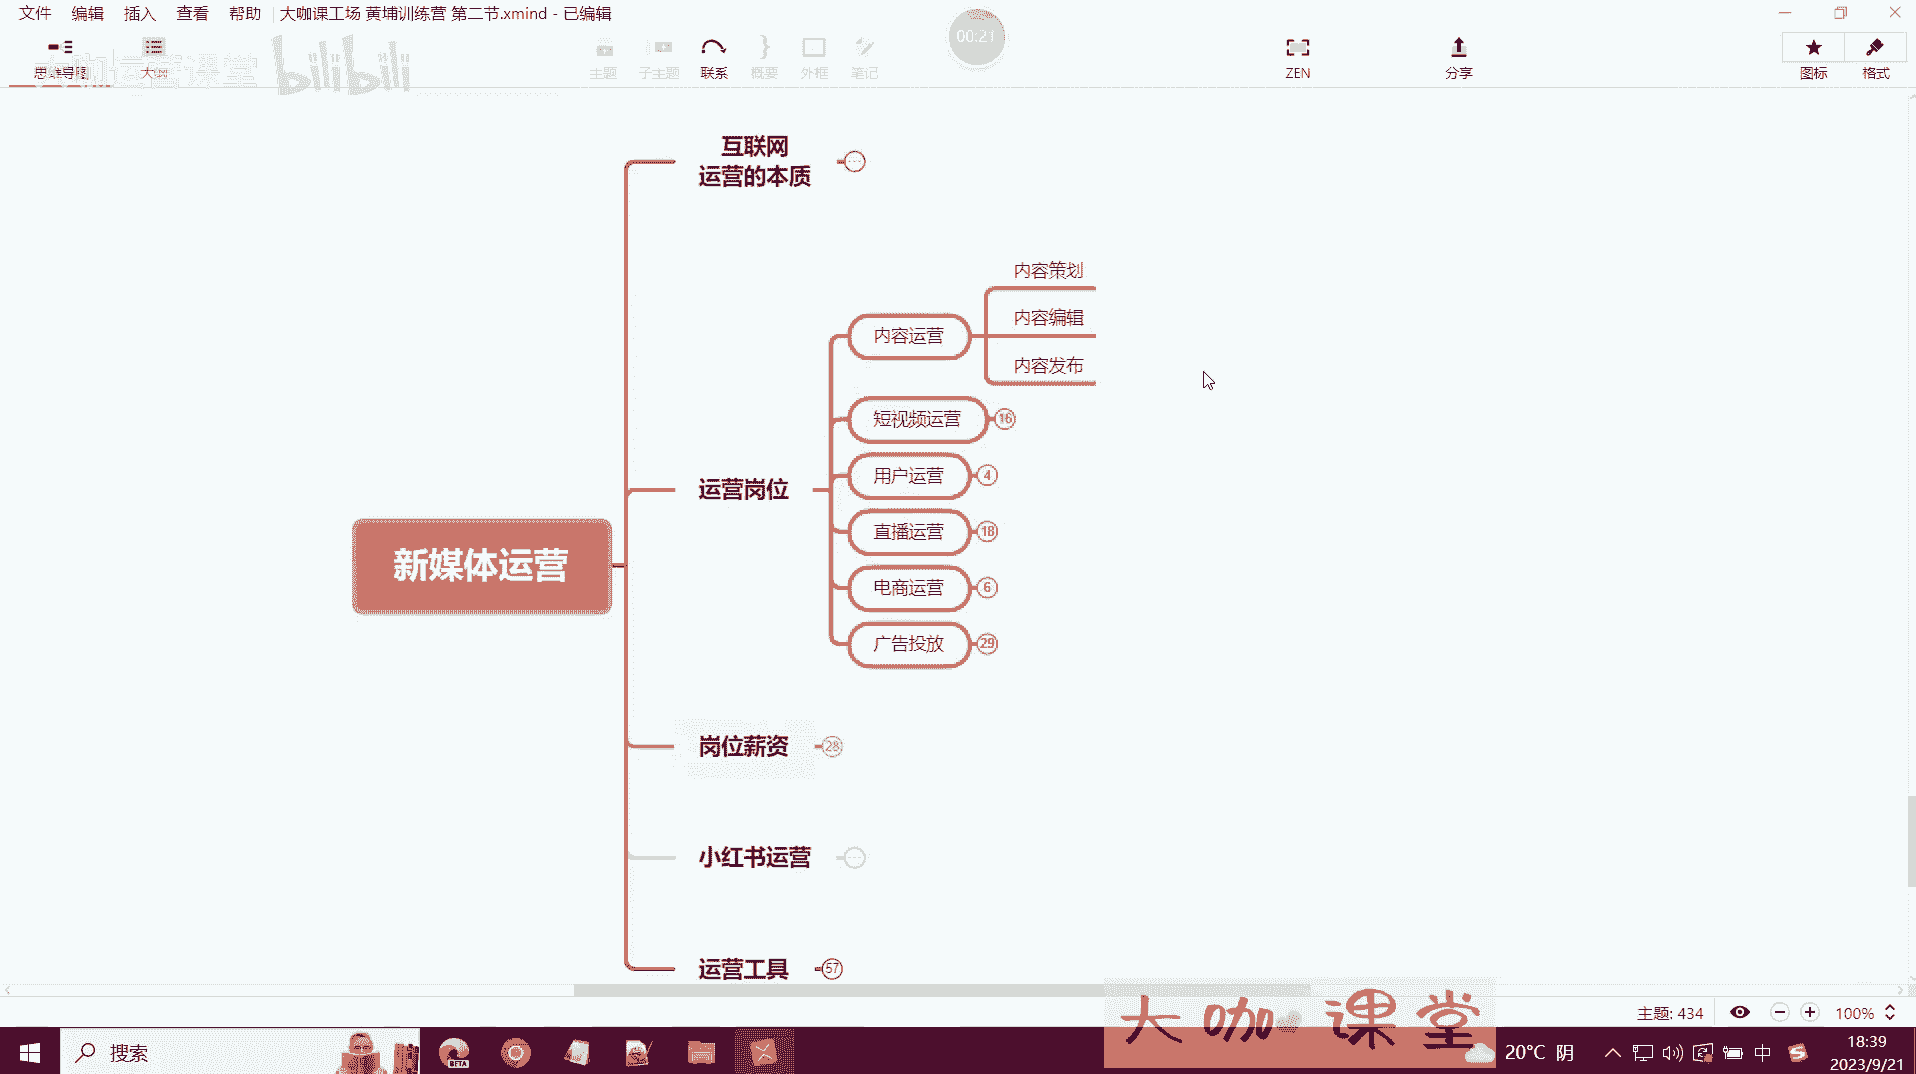 文件 编辑 插入 查看 帮助 大咖课工场 黄埔训练营 第二节.xmind - 已编辑
思维导图 大纲 主题 子主题 联系 概要 外框 笔记 00:21 ZEN 分享 图标 格式
大咖运营课堂 bilibili
互联网
运营的本质
内容策划
内容运营
内容编辑
内容发布
短视频运营 16
用户运营 4
运营岗位
直播运营 18
新媒体运营
电商运营 6
广告投放 29
岗位薪资 28
小红书运营
运营工具 57
大咖课堂
主题: 434 100%
搜索
BETA
20°C 阴
中
18:39
2023/9/21